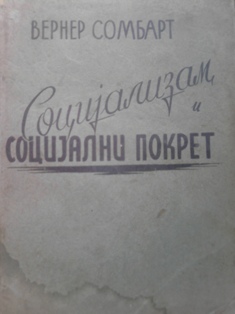 ВЕРНЕР СОМБАРТ
Социјализам
и
СОЦИЈАЛНИ ПОКРЕТ